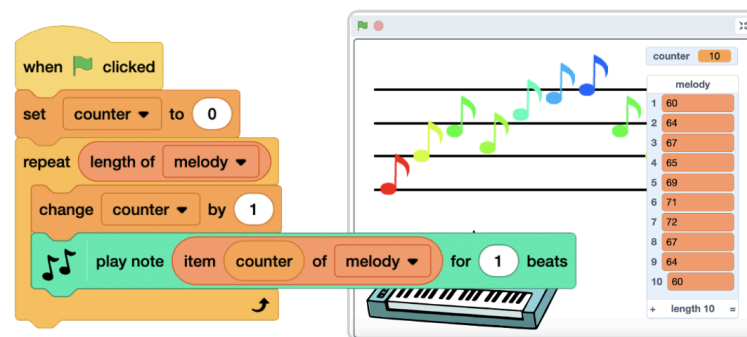 when clicked
set counter to 0
repeat length of melody
change counter by 1
play note item counter of melody for 1 beats
counter 10
melody
1 60
2 64
3 67
4 65
5 69
6 71
7 72
8 67
9 64
10 60
+ length 10 =